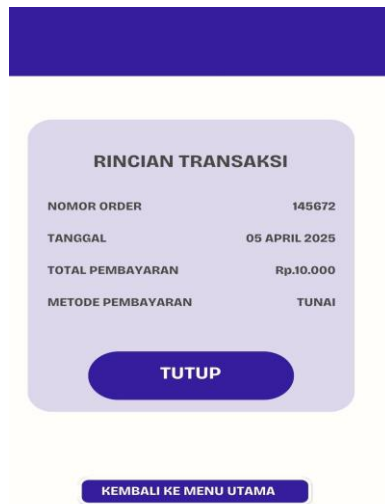 RINCIAN TRANSAKSI
NOMOR ORDER 145672
TANGGAL 05 APRIL 2025
TOTAL PEMBAYARAN Rp.10.000
METODE PEMBAYARAN TUNAI
TUTUP
KEMBALI KE MENU UTAMA